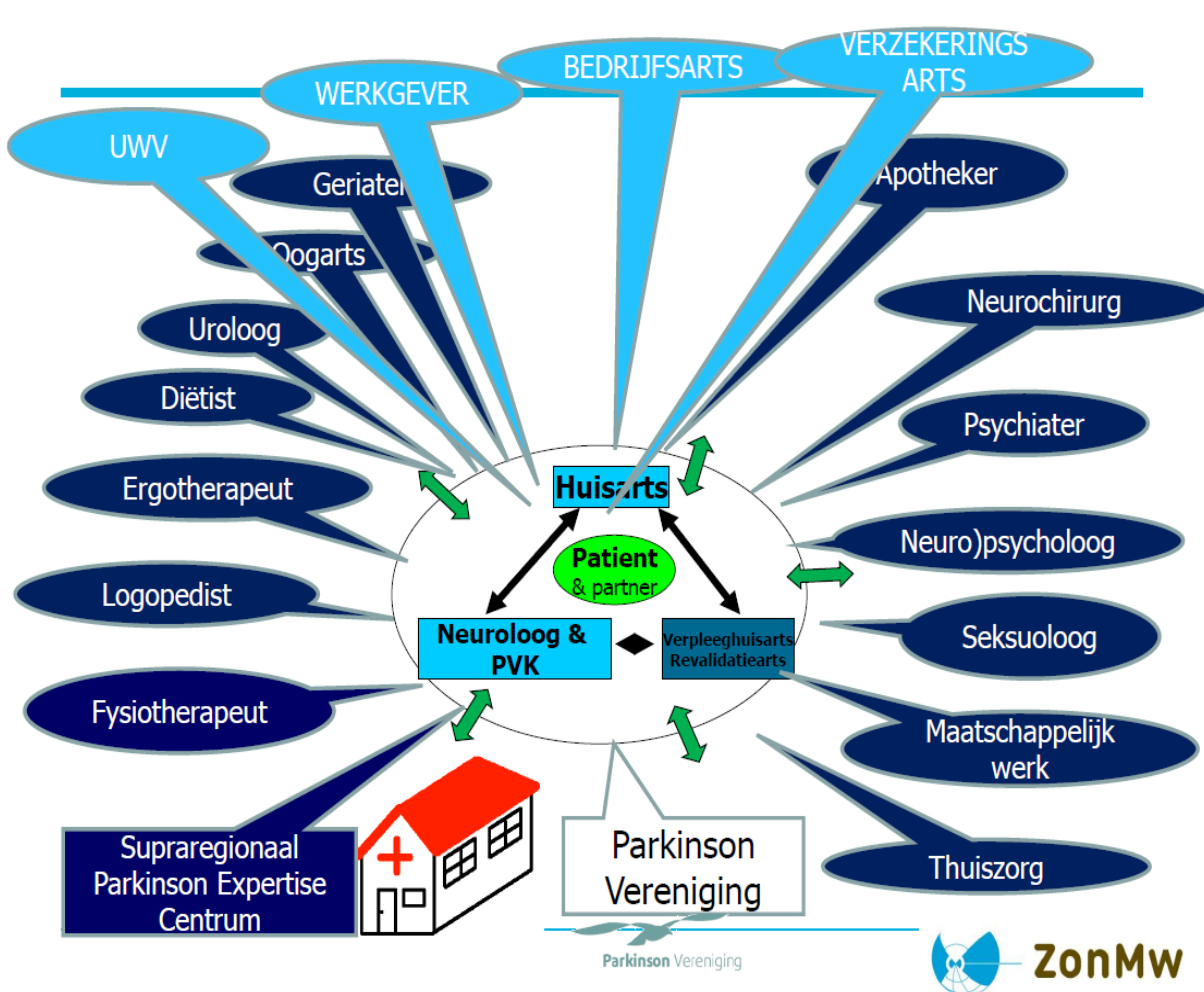 VERZEKERINGS
ARTS
BEDRIJFSARTS
WERKGEVER
UWV
Geriater
Apotheker
Oogarts
Neurochirurg
Uroloog
Diëtist
Psychiater
Ergotherapeut
Huisarts
Neuro)psycholoog
Patient
& partner
Logopedist
Neuroloog &
PVK
Verpleeghuisarts
Revalidatiearts
Seksuoloog
Fysiotherapeut
Maatschappelijk
werk
Supraregionaal
Parkinson Expertise
Centrum
Parkinson
Vereniging
Thuiszorg
Parkinson Vereniging
ZonMw